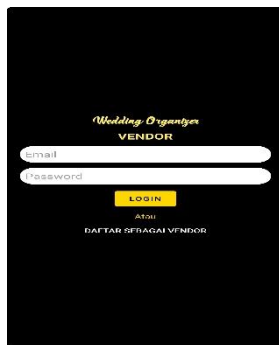 Wedding Organizer
VENDOR
Email
Password
LOGIN
Atau
DAFTAR SEBAGAI VENDOR